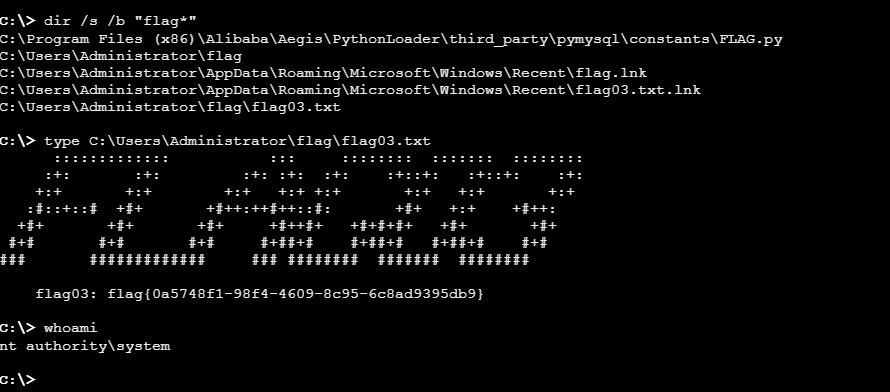 C:\> dir /s /b "flag*"
C:\Program Files (x86)\Alibaba\Aegis\PythonLoader\third_party\pymysql\constants\FLAG.py
C:\Users\Administrator\flag
C:\Users\Administrator\AppData\Roaming\Microsoft\Windows\Recent\flag.lnk
C:\Users\Administrator\AppData\Roaming\Microsoft\Windows\Recent\flag03.txt.lnk
C:\Users\Administrator\flag\flag03.txt
C:\> type C:\Users\Administrator\flag\flag03.txt
      :::::::::::::           :::     ::::::::  :::::::  ::::::::
     :+:       :+:         :+: :+:  :+:    :+::+:   :+::+:    :+:
    +:+       +:+        +:+   +:+ +:+       +:+   +:+       +:+
   :#::+::#  +#+       +#++:++#++::#:       +#+   +:+    +#++:
  +#+       +#+       +#+     +#++#+   +#+#+#+   +#+       +#+
 #+#       #+#       #+#     #+##+#    #+##+#   #+##+#    #+#
###       #############     ### ########  #######  ########
    flag03: flag{0a5748f1-98f4-4609-8c95-6c8ad9395db9}
C:\> whoami
nt authority\system
C:\>